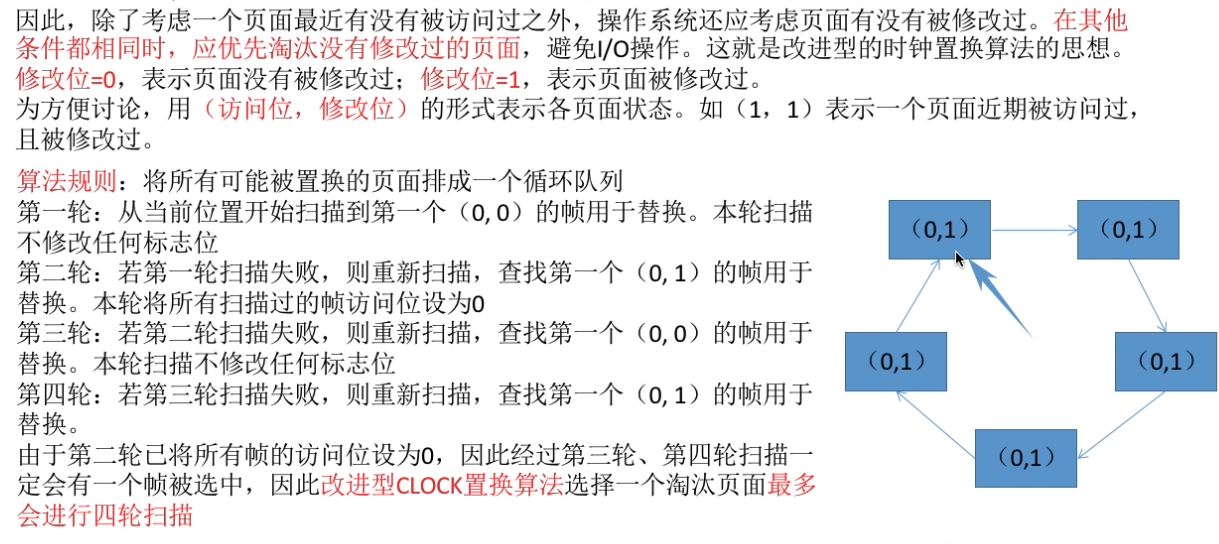 因此，除了考虑一个页面最近有没有被访问过之外，操作系统还应考虑页面有没有被修改过。在其他
条件都相同时，应优先淘汰没有修改过的页面，避免I/O操作。这就是改进型的时钟置换算法的思想。
修改位=0，表示页面没有被修改过；修改位=1，表示页面被修改过。
为方便讨论，用（访问位，修改位）的形式表示各页面状态。如（1，1）表示一个页面近期被访问过，
且被修改过。
算法规则：将所有可能被置换的页面排成一个循环队列
第一轮：从当前位置开始扫描到第一个（0, 0）的帧用于替换。本轮扫描
不修改任何标志位
第二轮：若第一轮扫描失败，则重新扫描，查找第一个（0, 1）的帧用于
替换。本轮将所有扫描过的帧访问位设为0
第三轮：若第二轮扫描失败，则重新扫描，查找第一个（0, 0）的帧用于
替换。本轮扫描不修改任何标志位
第四轮：若第三轮扫描失败，则重新扫描，查找第一个（0, 1）的帧用于
替换。
由于第二轮已将所有帧的访问位设为0，因此经过第三轮、第四轮扫描一
定会有一个帧被选中，因此改进型CLOCK置换算法选择一个淘汰页面最多
会进行四轮扫描
（0,1）
（0,1）
（0,1）
（0,1）
（0,1）